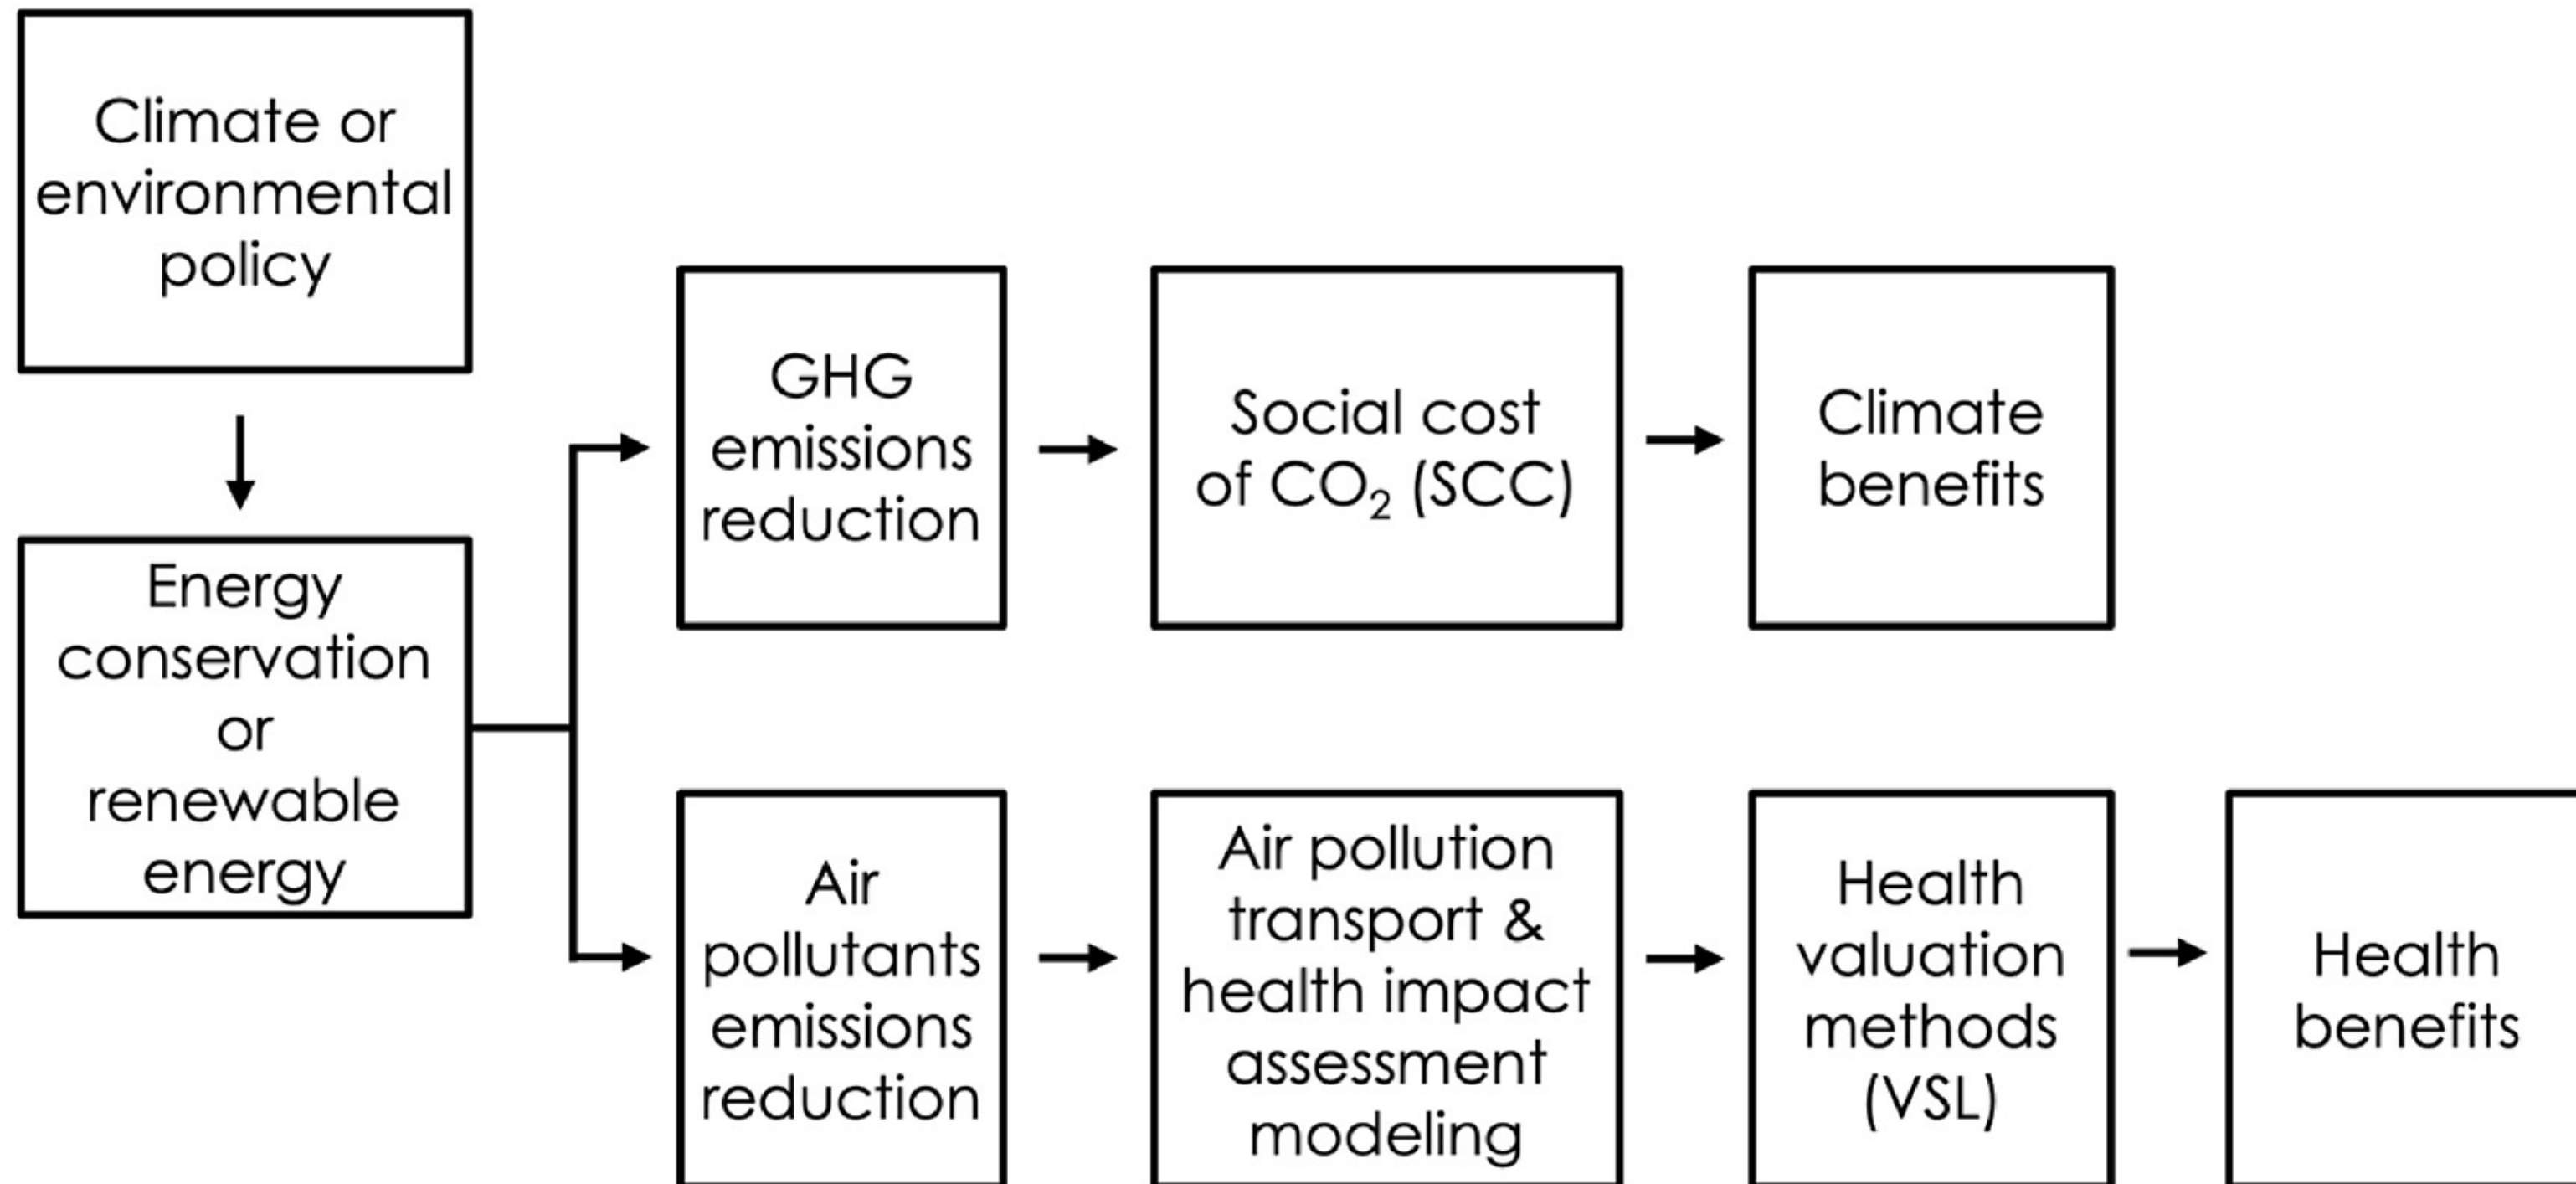 Climate or
environmental
policy
Energy
conservation
or
renewable
energy
GHG
emissions
reduction
Social cost
of CO₂ (SCC)
Climate
benefits
Air
pollutants
emissions
reduction
Air pollution
transport &
health impact
assessment
modeling
Health
valuation
methods
(VSL)
Health
benefits